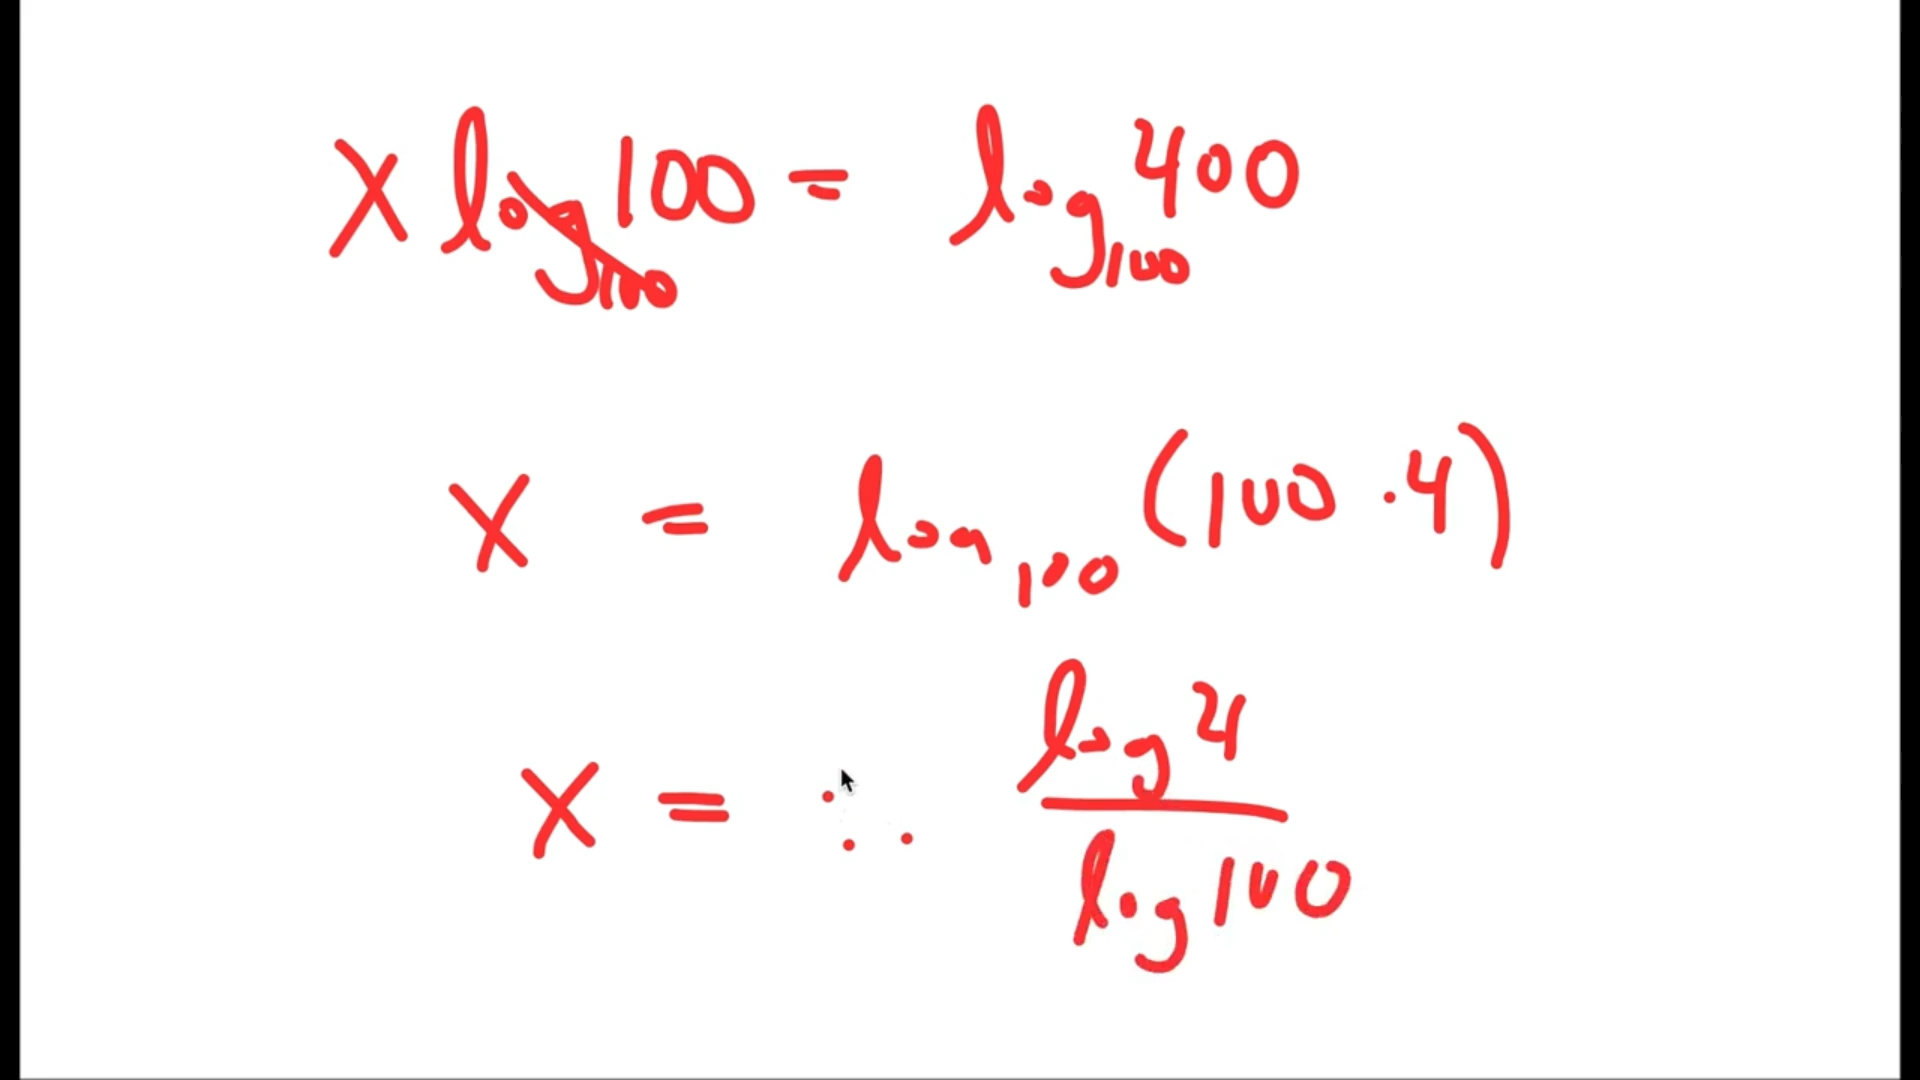 x log₁₀₀ 100 = log₁₀₀ 400
x = log₁₀₀ (100 · 4)
x = log 4 / log 100